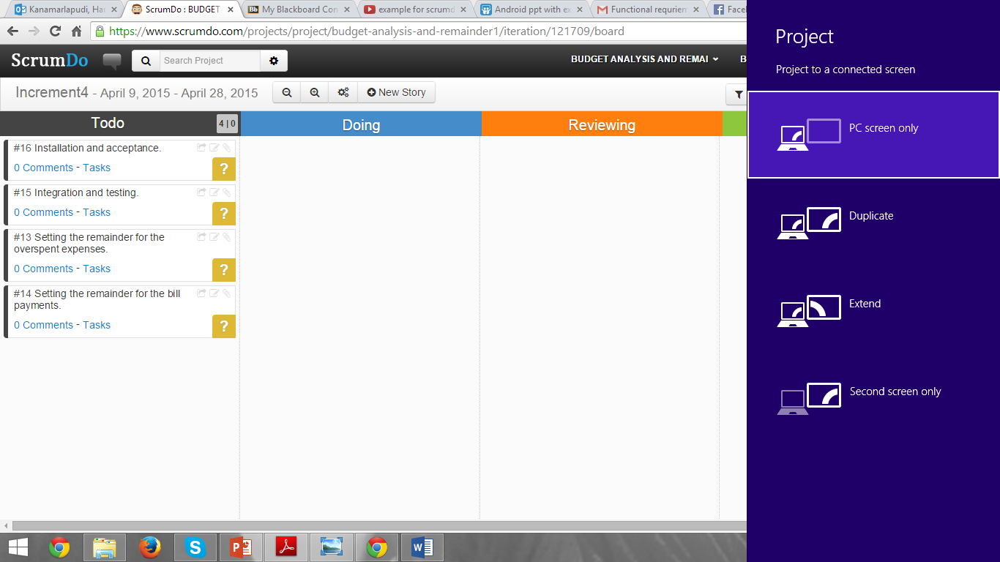 Kanamarlapudi, Har
ScrumDo : BUDGET
My Blackboard Con
example for scrumd
Android ppt with ex
Functional requriem
Face
https://www.scrumdo.com/projects/project/budget-analysis-and-remainder1/iteration/121709/board
ScrumDo
Search Project
BUDGET ANALYSIS AND REMAI
B
Increment4 - April 9, 2015 - April 28, 2015
New Story
Todo
4 | 0
Doing
Reviewing
#16 Installation and acceptance.
0 Comments - Tasks
?
#15 Integration and testing.
0 Comments - Tasks
?
#13 Setting the remainder for the
overspent expenses.
0 Comments - Tasks
?
#14 Setting the remainder for the bill
payments.
0 Comments - Tasks
?
Project
Project to a connected screen
PC screen only
Duplicate
Extend
Second screen only